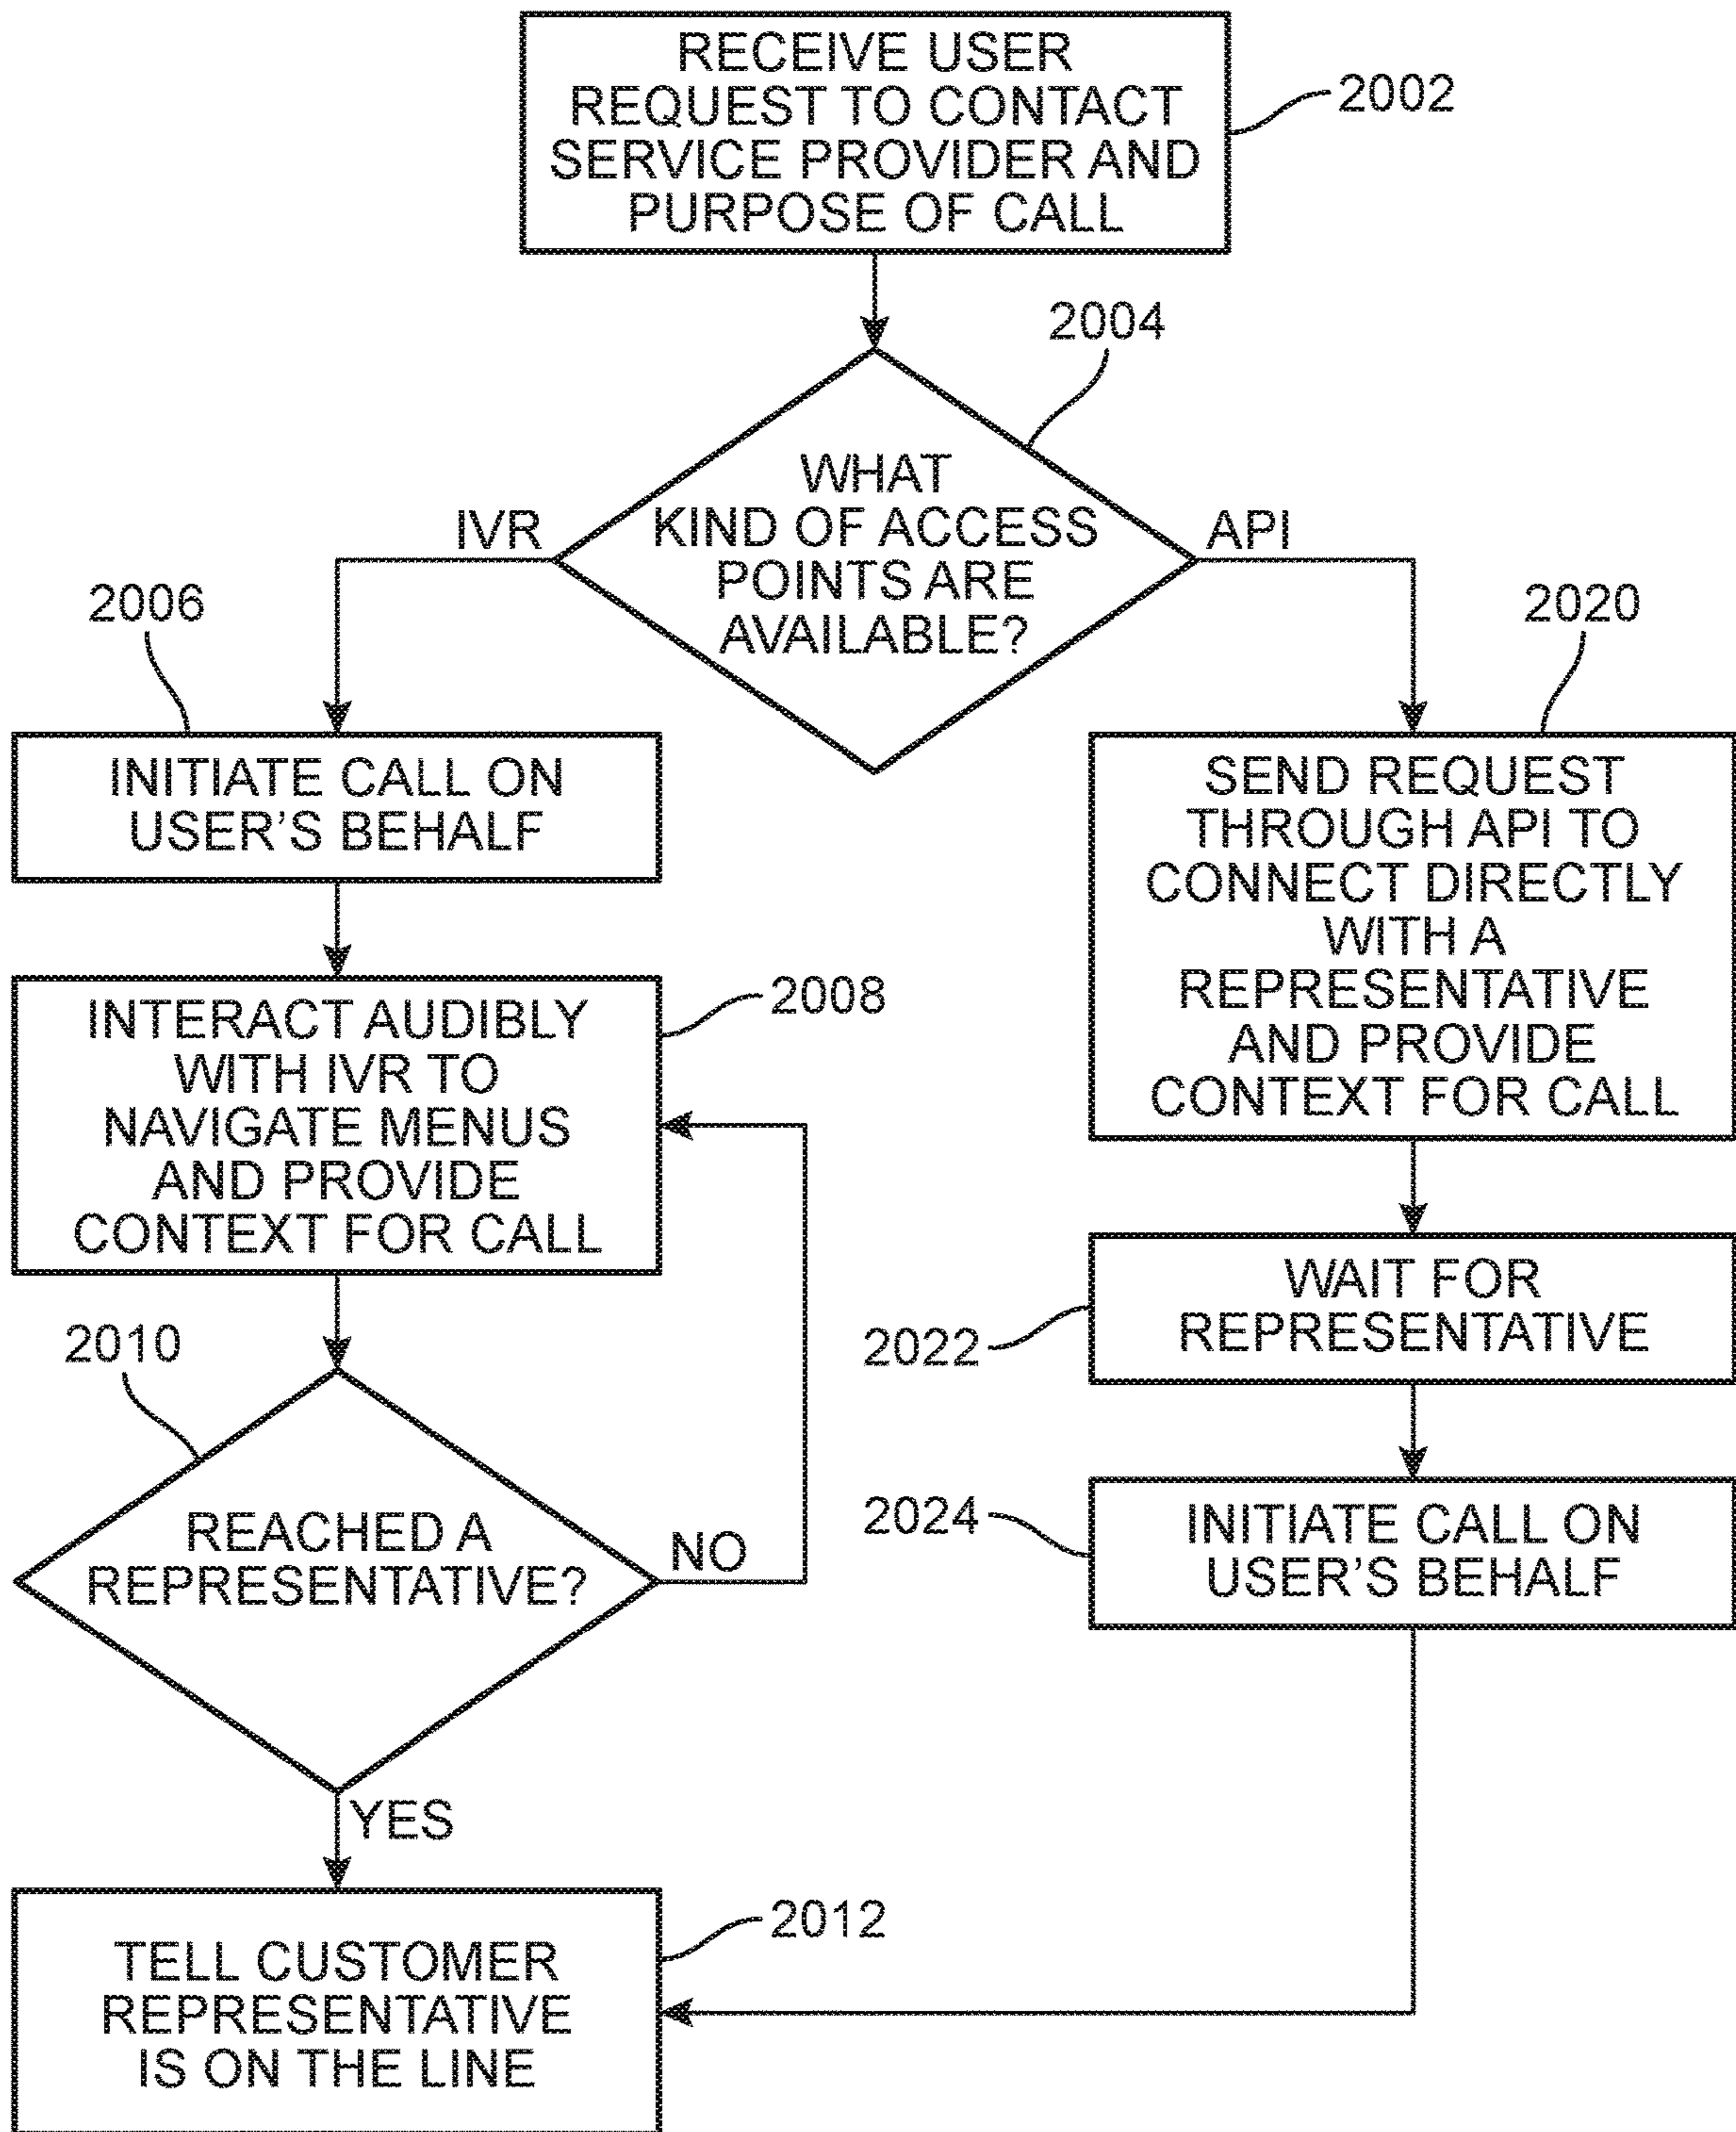 RECEIVE USER
REQUEST TO CONTACT
SERVICE PROVIDER AND
PURPOSE OF CALL
2002
2004
WHAT
KIND OF ACCESS
POINTS ARE
AVAILABLE?
IVR
API
2006
INITIATE CALL ON
USER'S BEHALF
2008
INTERACT AUDIBLY
WITH IVR TO
NAVIGATE MENUS
AND PROVIDE
CONTEXT FOR CALL
2010
REACHED A
REPRESENTATIVE?
NO
YES
2012
TELL CUSTOMER
REPRESENTATIVE
IS ON THE LINE
2020
SEND REQUEST
THROUGH API TO
CONNECT DIRECTLY
WITH A
REPRESENTATIVE
AND PROVIDE
CONTEXT FOR CALL
2022
WAIT FOR
REPRESENTATIVE
2024
INITIATE CALL ON
USER'S BEHALF